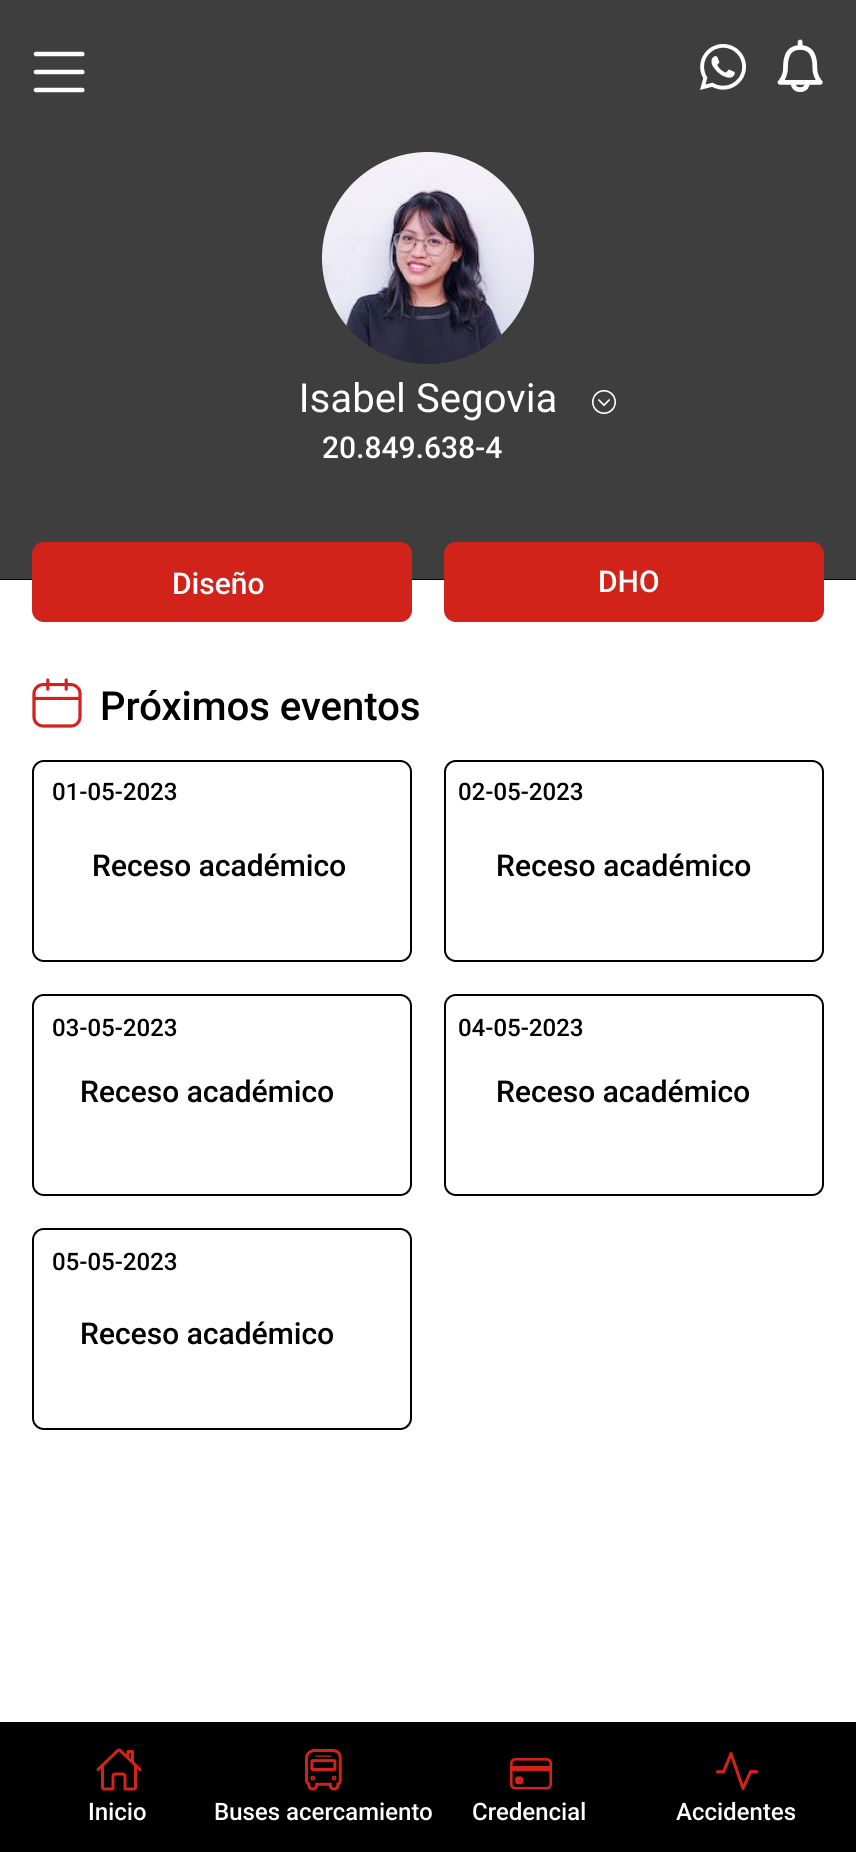 Isabel Segovia
20.849.638-4
Diseño
DHO
Próximos eventos
01-05-2023
Receso académico
02-05-2023
Receso académico
03-05-2023
Receso académico
04-05-2023
Receso académico
05-05-2023
Receso académico
Inicio
Buses acercamiento
Credencial
Accidentes